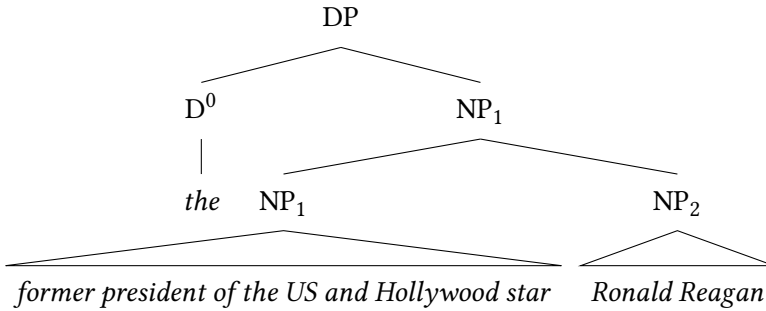 DP
D⁰ NP₁
the NP₁ NP₂
former president of the US and Hollywood star Ronald Reagan